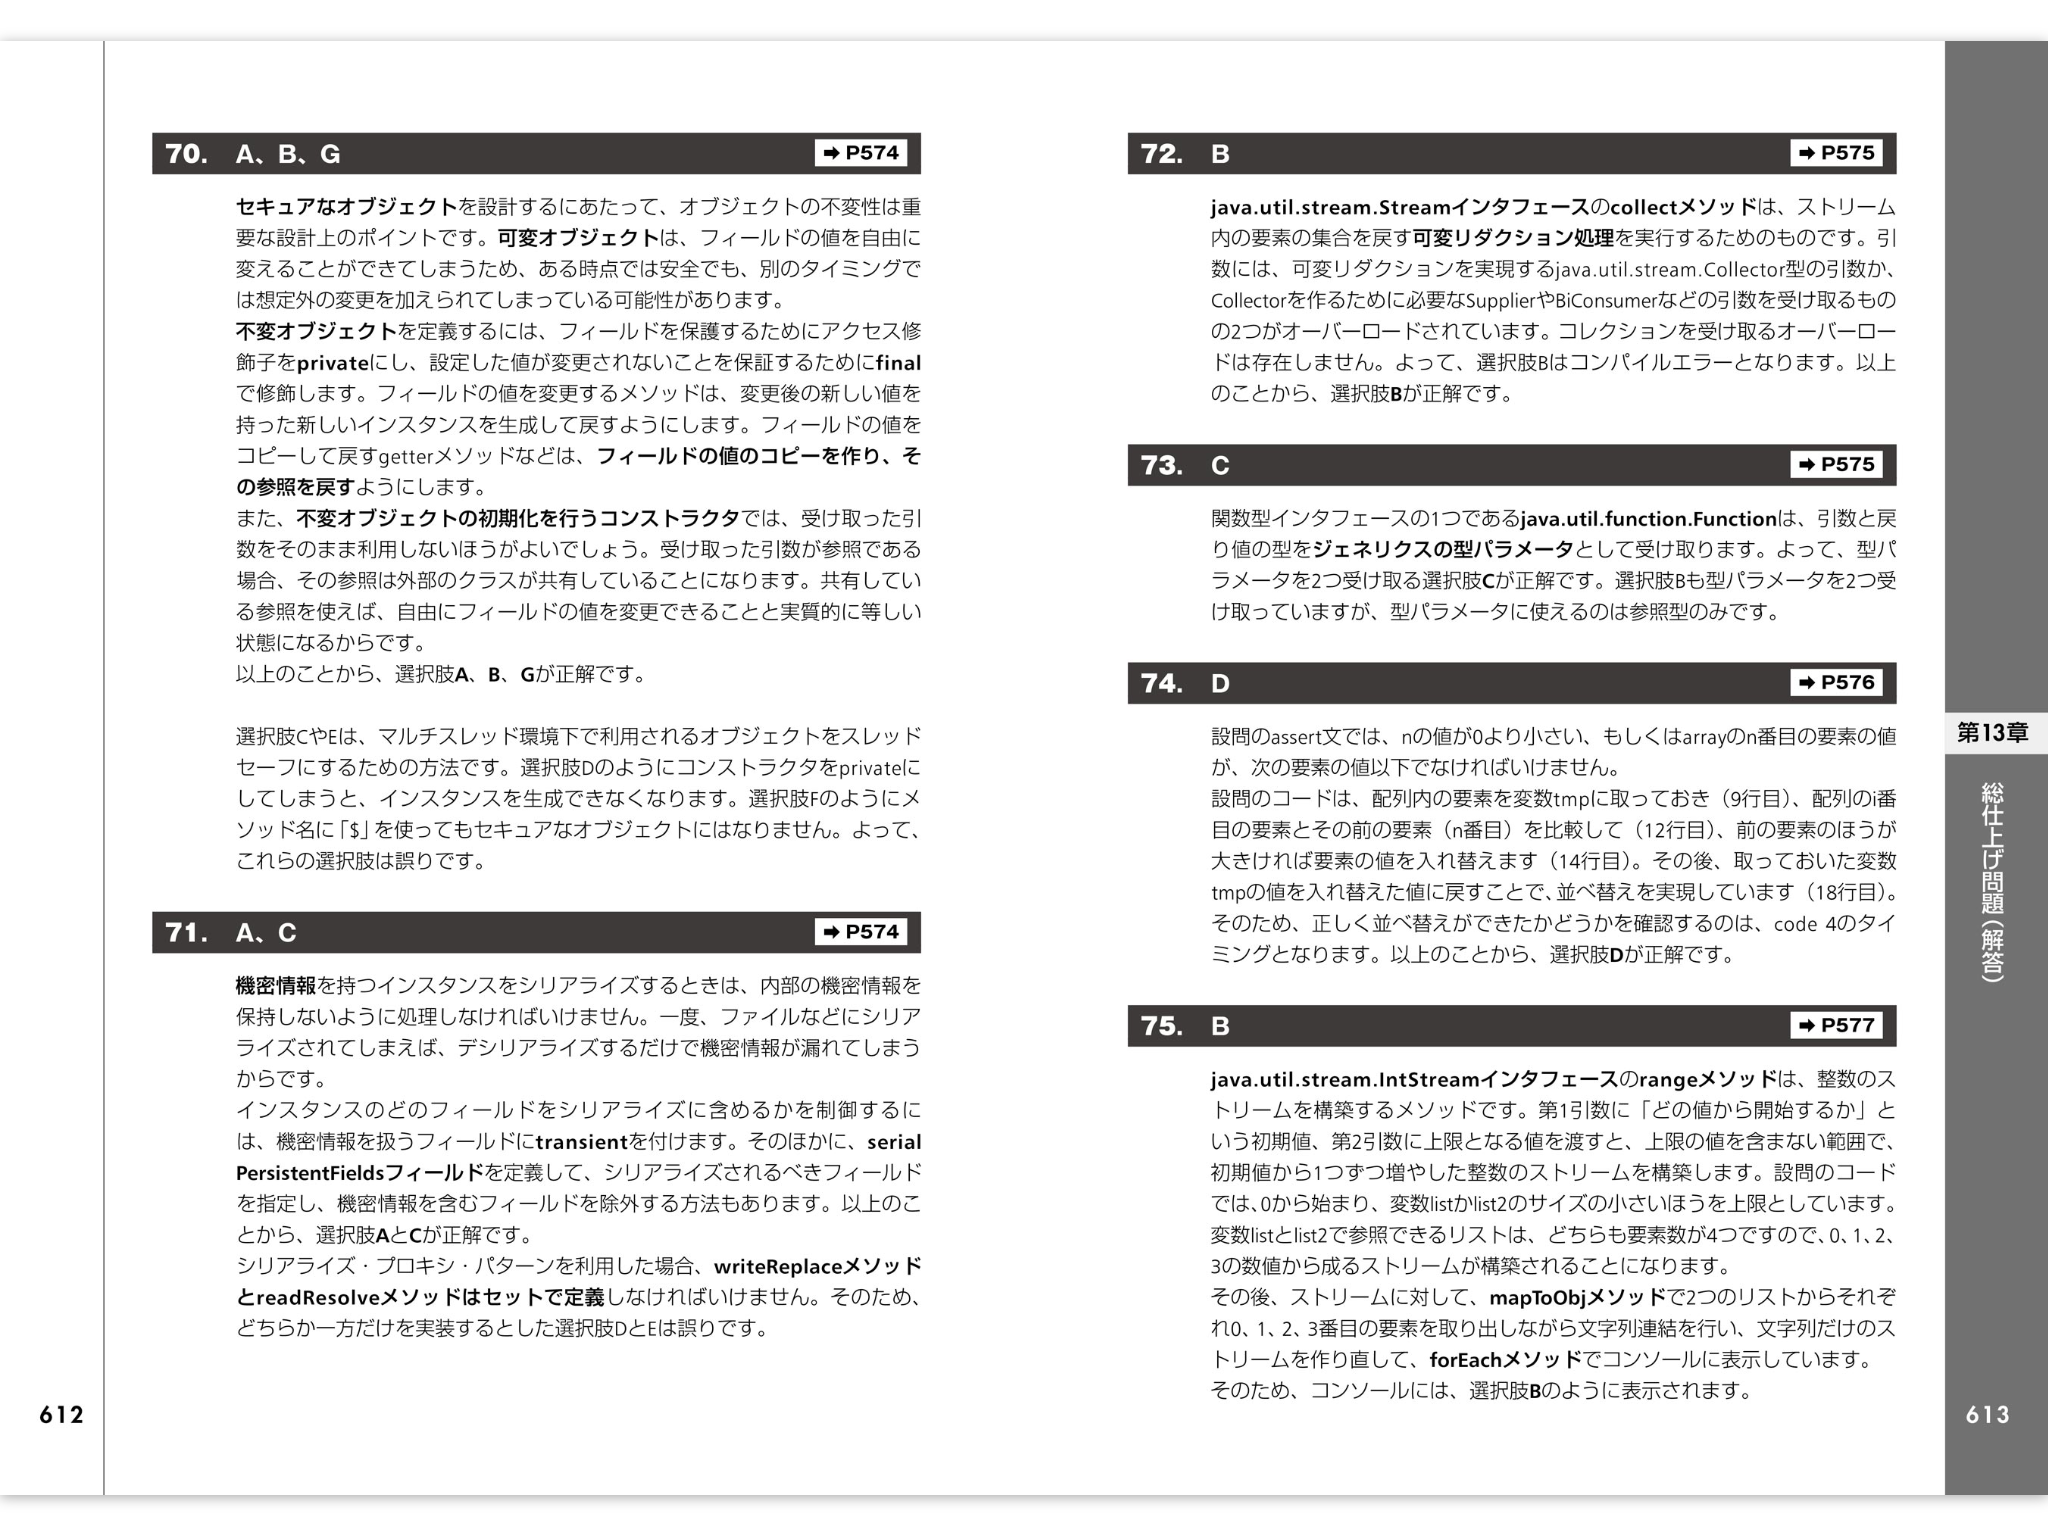 70. A、B、G ➡ P574
セキュアなオブジェクトを設計するにあたって、オブジェクトの不変性は重
要な設計上のポイントです。可変オブジェクトは、フィールドの値を自由に
変えることができてしまうため、ある時点では安全でも、別のタイミングで
は想定外の変更を加えられてしまっている可能性があります。
不変オブジェクトを定義するには、フィールドを保護するためにアクセス修
飾子をprivateにし、設定した値が変更されないことを保証するためにfinal
で修飾します。フィールドの値を変更するメソッドは、変更後の新しい値を
持った新しいインスタンスを生成して戻すようにします。フィールドの値を
コピーして戻すgetterメソッドなどは、フィールドの値のコピーを作り、そ
の参照を戻すようにします。
また、不変オブジェクトの初期化を行うコンストラクタでは、受け取った引
数をそのまま利用しないほうがよいでしょう。受け取った引数が参照である
場合、その参照は外部のクラスが共有していることになります。共有してい
る参照を使えば、自由にフィールドの値を変更できることと実質的に等しい
状態になるからです。
以上のことから、選択肢A、B、Gが正解です。
選択肢CやEは、マルチスレッド環境下で利用されるオブジェクトをスレッド
セーフにするための方法です。選択肢Dのようにコンストラクタをprivateに
してしまうと、インスタンスを生成できなくなります。選択肢Fのようにメ
ソッド名に「$」を使ってもセキュアなオブジェクトにはなりません。よって、
これらの選択肢は誤りです。
71. A、C ➡ P574
機密情報を持つインスタンスをシリアライズするときは、内部の機密情報を
保持しないように処理しなければいけません。一度、ファイルなどにシリア
ライズされてしまえば、デシリアライズするだけで機密情報が漏れてしまう
からです。
インスタンスのどのフィールドをシリアライズに含めるかを制御するに
は、機密情報を扱うフィールドにtransientを付けます。そのほかに、serial
PersistentFieldsフィールドを定義して、シリアライズされるべきフィールド
を指定し、機密情報を含むフィールドを除外する方法もあります。以上のこ
とから、選択肢AとCが正解です。
シリアライズ・プロキシ・パターンを利用した場合、writeReplaceメソッド
とreadResolveメソッドはセットで定義しなければいけません。そのため、
どちらか一方だけを実装するとした選択肢DとEは誤りです。
612
72. B ➡ P575
java.util.stream.Streamインタフェースのcollectメソッドは、ストリーム
内の要素の集合を戻す可変リダクション処理を実行するためのものです。引
数には、可変リダクションを実現するjava.util.stream.Collector型の引数か、
Collectorを作るために必要なSupplierやBiConsumerなどの引数を受け取るもの
の2つがオーバーロードされています。コレクションを受け取るオーバーロー
ドは存在しません。よって、選択肢Bはコンパイルエラーとなります。以上
のことから、選択肢Bが正解です。
73. C ➡ P575
関数型インタフェースの1つであるjava.util.function.Functionは、引数と戻
り値の型をジェネリクスの型パラメータとして受け取ります。よって、型パ
ラメータを2つ受け取る選択肢Cが正解です。選択肢Bも型パラメータを2つ受
け取っていますが、型パラメータに使えるのは参照型のみです。
74. D ➡ P576
設問のassert文では、nの値が0より小さい、もしくはarrayのn番目の要素の値
が、次の要素の値以下でなければいけません。
設問のコードは、配列内の要素を変数tmpに取っておき（9行目）、配列のi番
目の要素とその前の要素（n番目）を比較して（12行目）、前の要素のほうが
大きければ要素の値を入れ替えます（14行目）。その後、取っておいた変数
tmpの値を入れ替えた値に戻すことで、並べ替えを実現しています（18行目）。
そのため、正しく並べ替えができたかどうかを確認するのは、code 4のタイ
ミングとなります。以上のことから、選択肢Dが正解です。
75. B ➡ P577
java.util.stream.IntStreamインタフェースのrangeメソッドは、整数のス
トリームを構築するメソッドです。第1引数に「どの値から開始するか」と
いう初期値、第2引数に上限となる値を渡すと、上限の値を含まない範囲で、
初期値から1つずつ増やした整数のストリームを構築します。設問のコード
では、0から始まり、変数listかlist2のサイズの小さいほうを上限としています。
変数listとlist2で参照できるリストは、どちらも要素数が4つですので、0、1、2、
3の数値から成るストリームが構築されることになります。
その後、ストリームに対して、mapToObjメソッドで2つのリストからそれぞ
れ0、1、2、3番目の要素を取り出しながら文字列連結を行い、文字列だけのス
トリームを作り直して、forEachメソッドでコンソールに表示しています。
そのため、コンソールには、選択肢Bのように表示されます。
第13章
総仕上げ問題（解答）
613